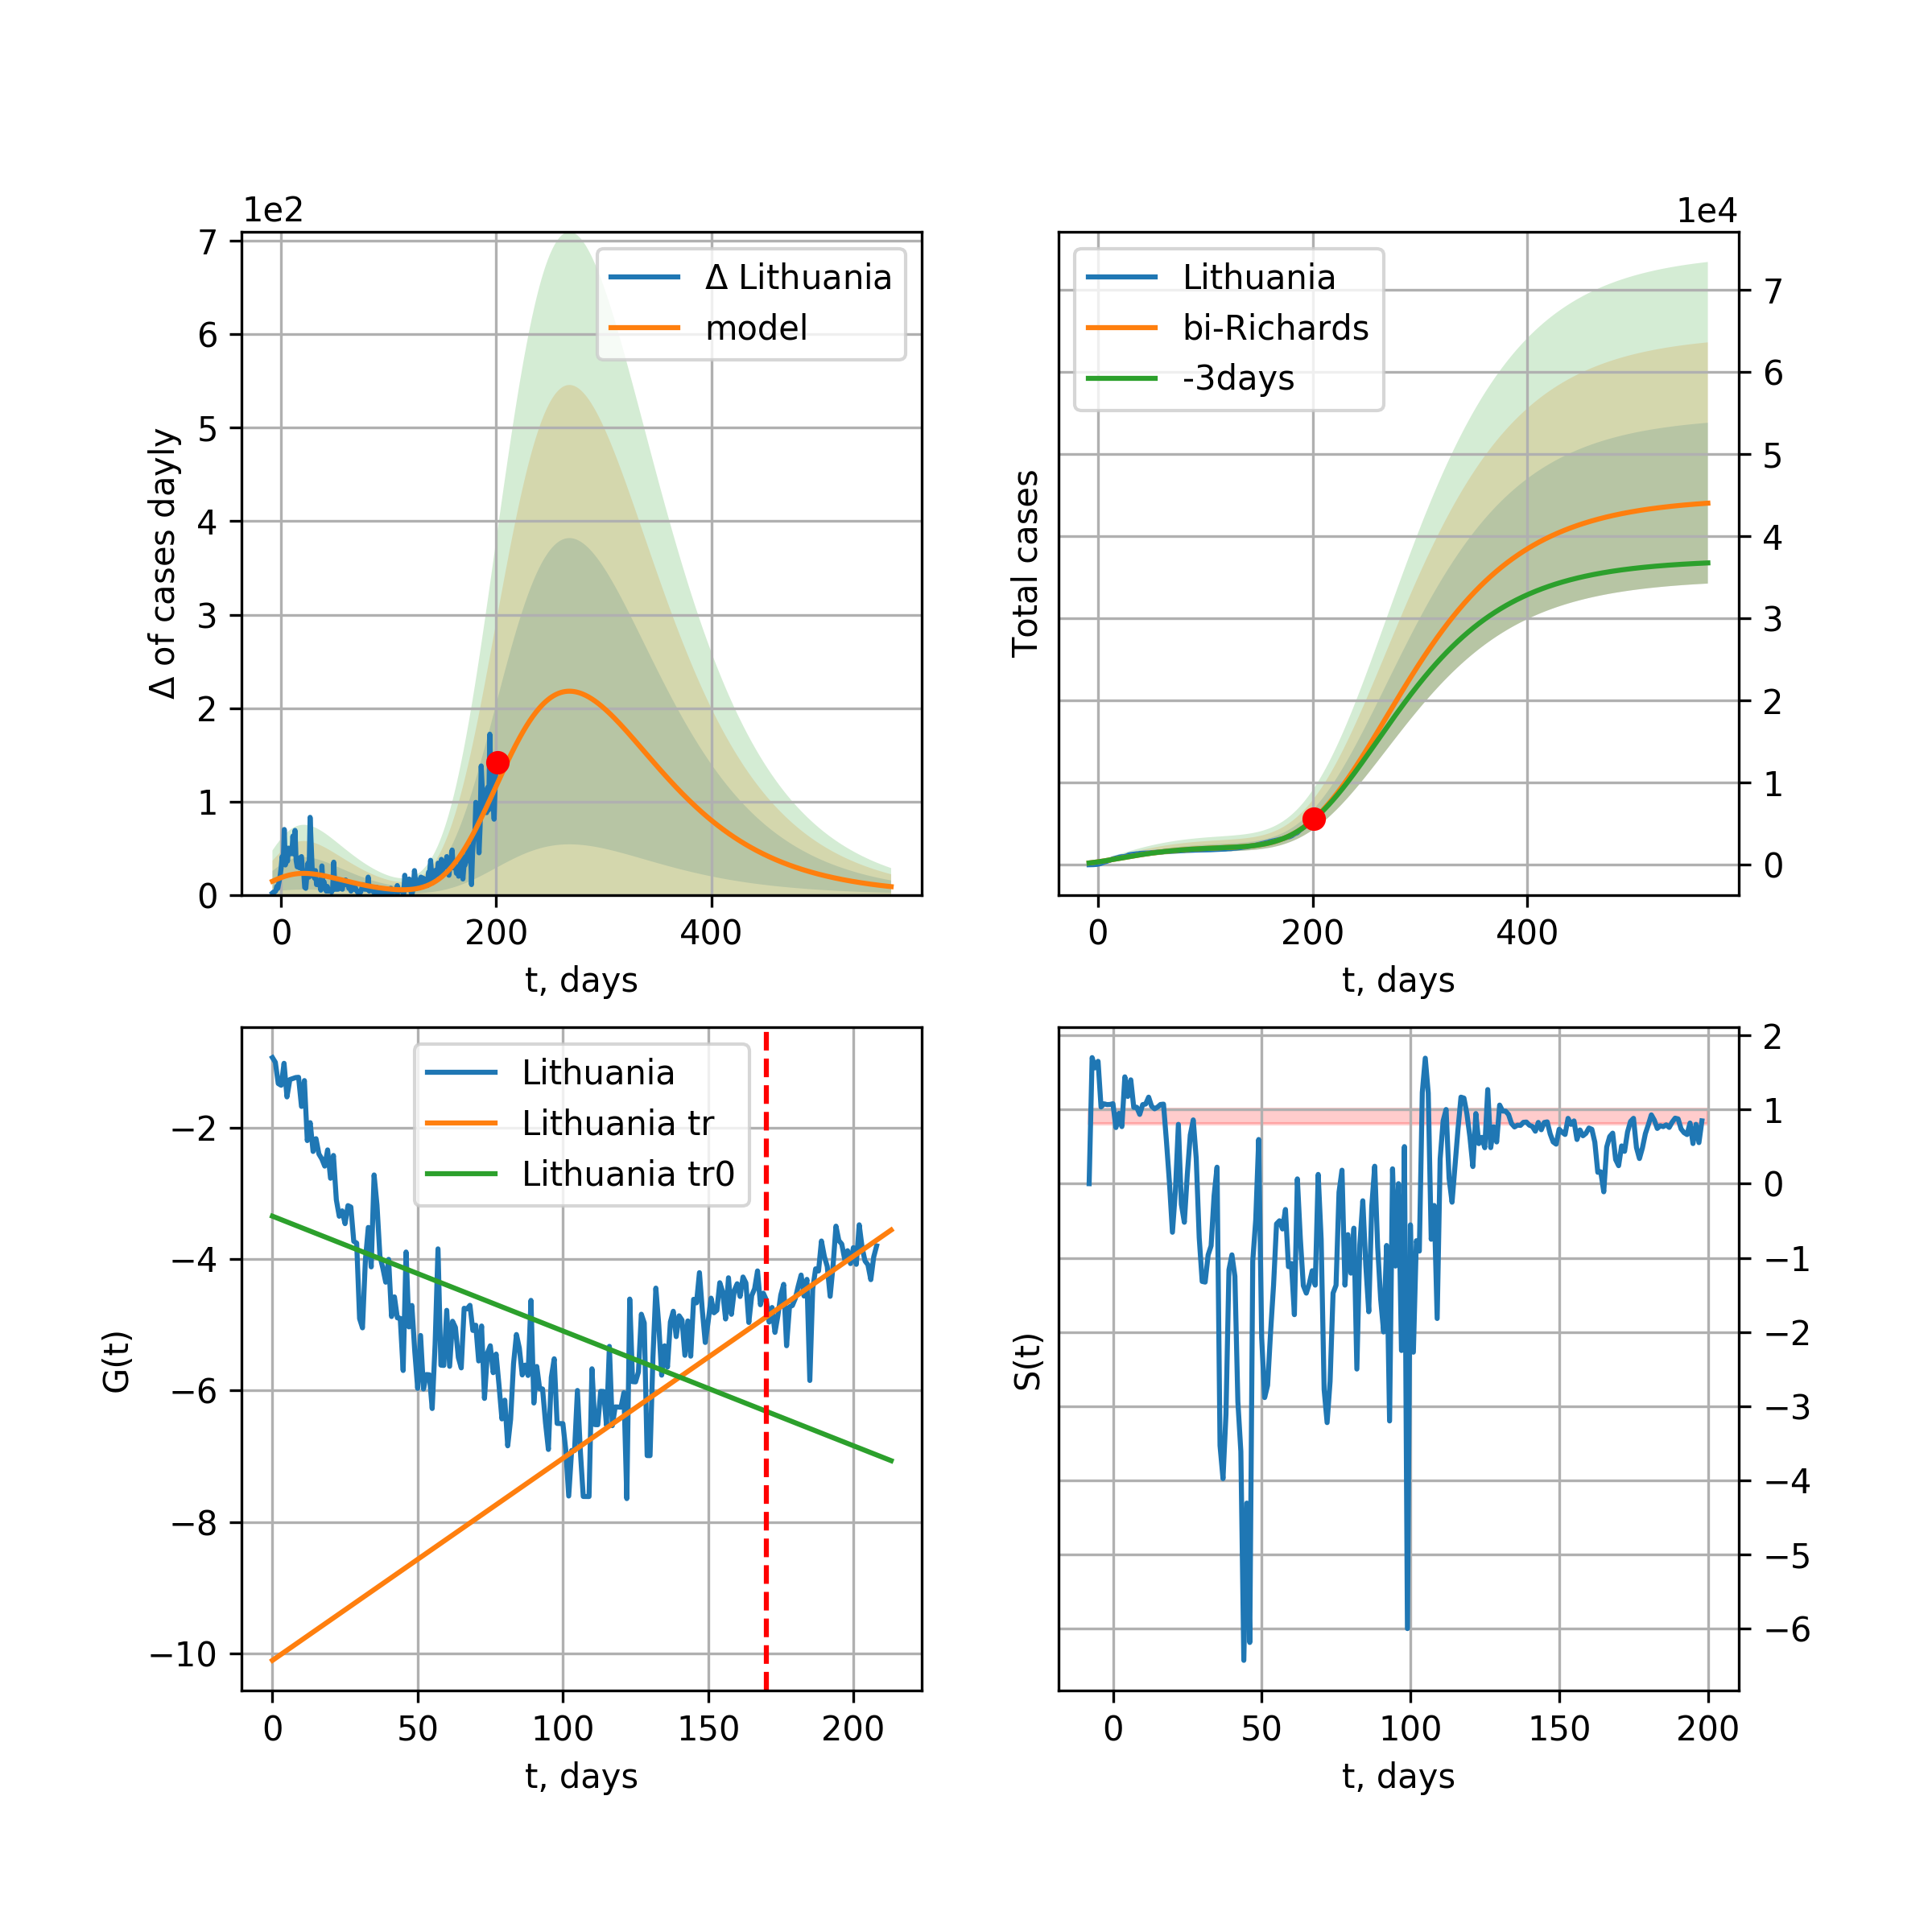 1e2
7
6
5
4
3
2
1
0
Δ of cases dayly
Δ Lithuania
model
0
200
400
t, days
1e4
7
6
5
4
3
2
1
0
Total cases
Lithuania
bi-Richards
-3days
0
200
400
t, days
−2
−4
−6
−8
−10
G(t)
Lithuania
Lithuania tr
Lithuania tr0
0
50
100
150
200
t, days
2
1
0
−1
−2
−3
−4
−5
−6
S(t)
0
50
100
150
200
t, days